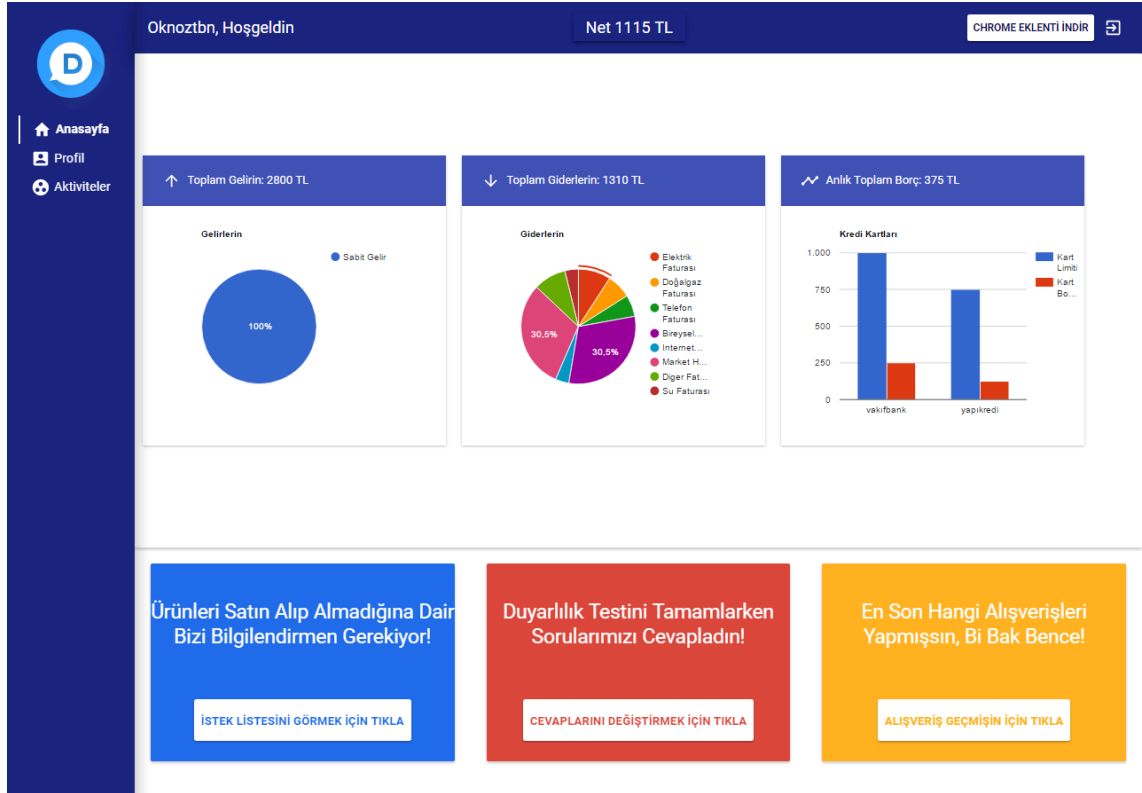 Oknoztbn, Hoşgeldin
Net 1115 TL
CHROME EKLENTİ İNDİR
D
Anasayfa
Profil
Aktiviteler
Toplam Gelirin: 2800 TL
Gelirlerin
Sabit Gelir
100%
Toplam Giderlerin: 1310 TL
Giderlerin
Elektrik
Faturası
Doğalgaz
Faturası
Telefon
Faturası
Bireysel...
Internet...
Market H...
Diger Fat...
Su Faturası
30,5%
30,5%
Anlık Toplam Borç: 375 TL
Kredi Kartları
1.000
750
500
250
0
vakıfbank
yapıkredi
Kart
Limiti
Kart
Bo...
Ürünleri Satın Alıp Almadığına Dair
Bizi Bilgilendirmen Gerekiyor!
İSTEK LİSTESİNİ GÖRMEK İÇİN TIKLA
Duyarlılık Testini Tamamlarken
Sorularımızı Cevapladın!
CEVAPLARINI DEĞİŞTİRMEK İÇİN TIKLA
En Son Hangi Alışverişleri
Yapmışsın, Bi Bak Bence!
ALIŞVERİŞ GEÇMİŞİN İÇİN TIKLA